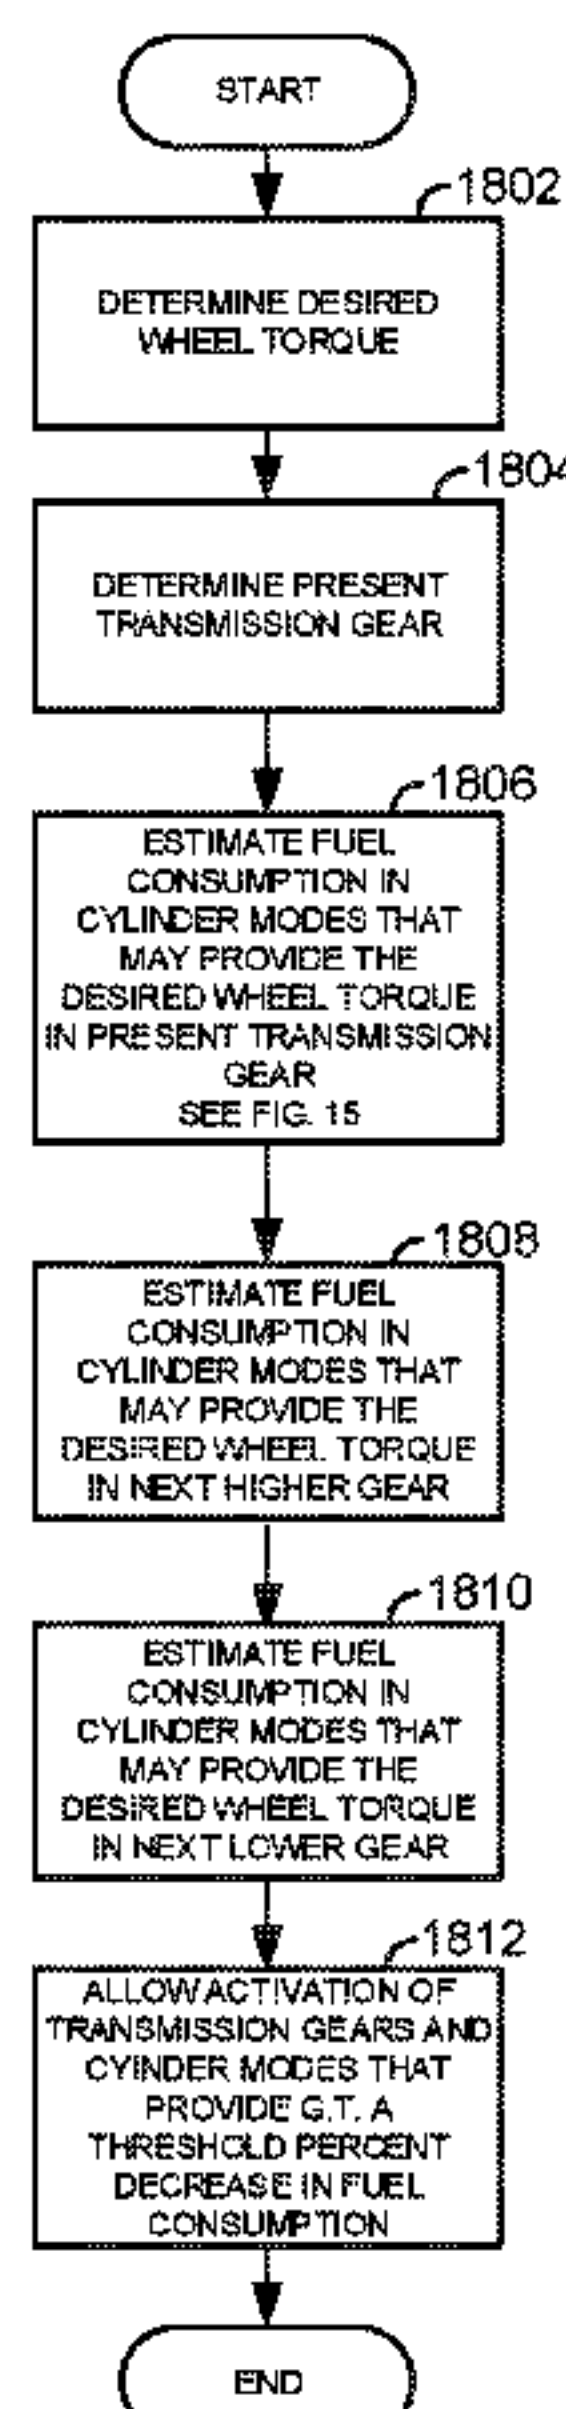 START
1802
DETERMINE DESIRED
WHEEL TORQUE
1804
DETERMINE PRESENT
TRANSMISSION GEAR
1806
ESTIMATE FUEL
CONSUMPTION IN
CYLINDER MODES THAT
MAY PROVIDE THE
DESIRED WHEEL TORQUE
IN PRESENT TRANSMISSION
GEAR
SEE FIG. 15
1808
ESTIMATE FUEL
CONSUMPTION IN
CYLINDER MODES THAT
MAY PROVIDE THE
DESIRED WHEEL TORQUE
IN NEXT HIGHER GEAR
1810
ESTIMATE FUEL
CONSUMPTION IN
CYLINDER MODES THAT
MAY PROVIDE THE
DESIRED WHEEL TORQUE
IN NEXT LOWER GEAR
1812
ALLOW ACTIVATION OF
TRANSMISSION GEARS AND
CYINDER MODES THAT
PROVIDE G.T. A
THRESHOLD PERCENT
DECREASE IN FUEL
CONSUMPTION
END